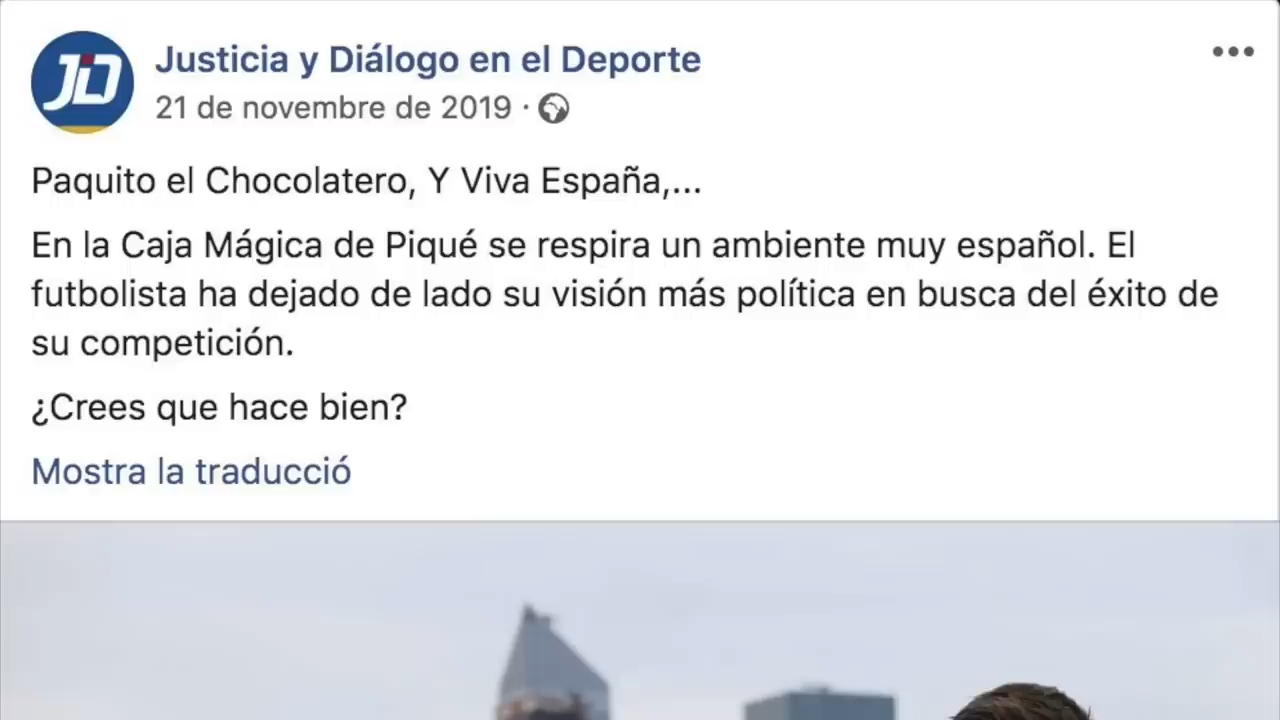 JD
Justicia y Diálogo en el Deporte
21 de novembre de 2019 ·
Paquito el Chocolatero, Y Viva España,...
En la Caja Mágica de Piqué se respira un ambiente muy español. El
futbolista ha dejado de lado su visión más política en busca del éxito de
su competición.
¿Crees que hace bien?
Mostra la traducció